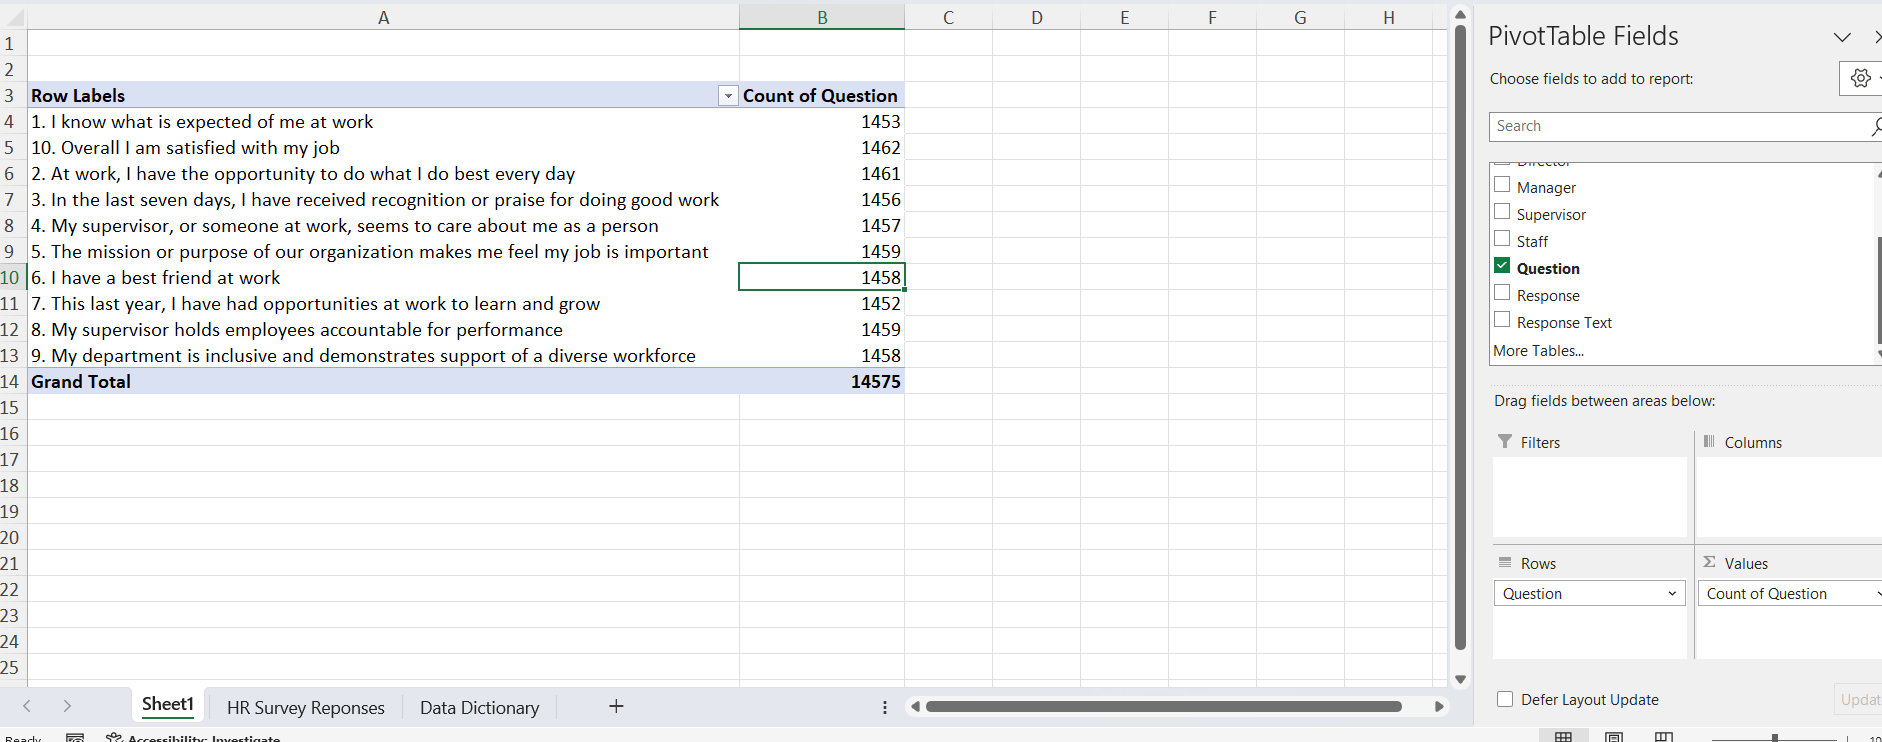 A B C D E F G H
1
2
3 Row Labels Count of Question
4 1. I know what is expected of me at work 1453
5 10. Overall I am satisfied with my job 1462
6 2. At work, I have the opportunity to do what I do best every day 1461
7 3. In the last seven days, I have received recognition or praise for doing good work 1456
8 4. My supervisor, or someone at work, seems to care about me as a person 1457
9 5. The mission or purpose of our organization makes me feel my job is important 1459
10 6. I have a best friend at work 1458
11 7. This last year, I have had opportunities at work to learn and grow 1452
12 8. My supervisor holds employees accountable for performance 1459
13 9. My department is inclusive and demonstrates support of a diverse workforce 1458
14 Grand Total 14575
15
16
17
18
19
20
21
22
23
24
25
Sheet1 HR Survey Reponses Data Dictionary
Ready Accessibility: Investigate
PivotTable Fields
Choose fields to add to report:
Search
Director
Manager
Supervisor
Staff
Question
Response
Response Text
More Tables...
Drag fields between areas below:
Filters Columns
Rows Σ Values
Question Count of Question
Defer Layout Update Updat